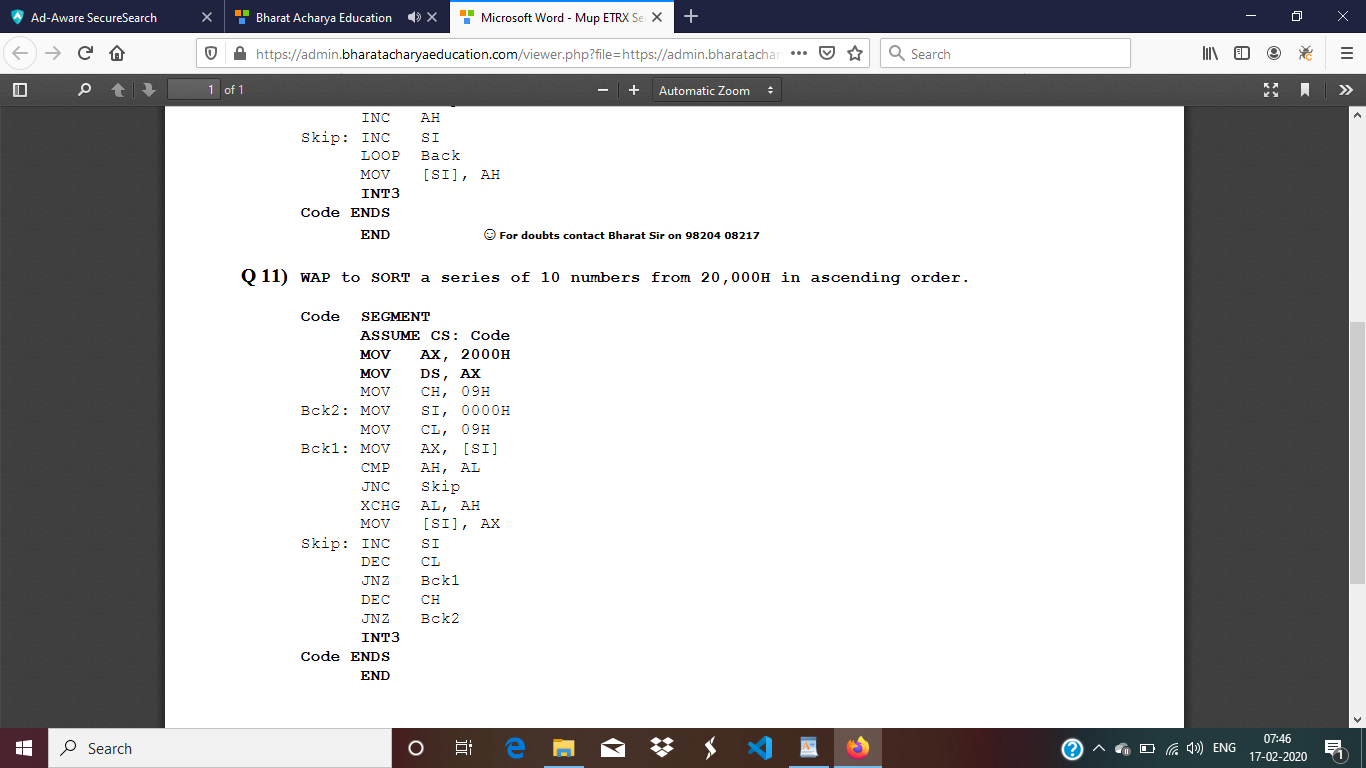 Ad-Aware SecureSearch
Bharat Acharya Education
Microsoft Word - Mup ETRX Se
https://admin.bharatacharyaeducation.com/viewer.php?file=https://admin.bharatachar
Search
1 of 1
Automatic Zoom
INC AH
Skip: INC SI
LOOP Back
MOV [SI], AH
INT3
Code ENDS
END
☺ For doubts contact Bharat Sir on 98204 08217
Q 11) WAP to SORT a series of 10 numbers from 20,000H in ascending order.
Code SEGMENT
ASSUME CS: Code
MOV AX, 2000H
MOV DS, AX
MOV CH, 09H
Bck2: MOV SI, 0000H
MOV CL, 09H
Bck1: MOV AX, [SI]
CMP AH, AL
JNC Skip
XCHG AL, AH
MOV [SI], AX
Skip: INC SI
DEC CL
JNZ Bck1
DEC CH
JNZ Bck2
INT3
Code ENDS
END
Search
ENG
07:46
17-02-2020
1